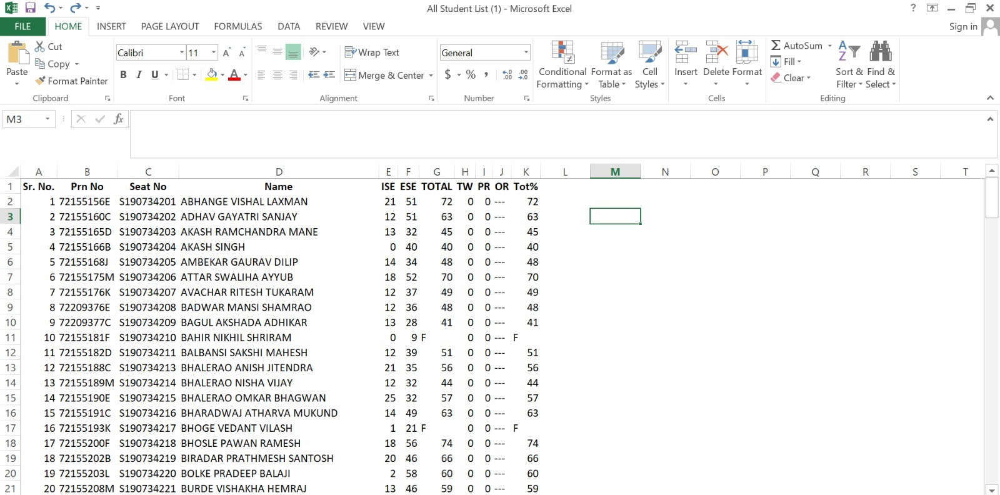 All Student List (1) - Microsoft Excel
?
FILE HOME INSERT PAGE LAYOUT FORMULAS DATA REVIEW VIEW Sign in
Paste Cut Copy Format Painter Clipboard
Calibri 11 A A B I U A Font
Wrap Text Merge & Center Alignment
General $ % , .00 .0 .00 .0 Number
Conditional Formatting Format as Table Cell Styles Styles
Insert Delete Format Cells
Σ AutoSum Fill Clear A Z Sort & Filter Find & Select Editing
M3 fx
A B C D E F G H I J K L M N O P Q R S T
1 Sr. No. Prn No Seat No Name ISE ESE TOTAL TW PR OR Tot%
2 1 72155156E S190734201 ABHANGE VISHAL LAXMAN 21 51 72 0 0 --- 72
3 2 72155160C S190734202 ADHAV GAYATRI SANJAY 12 51 63 0 0 --- 63
4 3 72155165D S190734203 AKASH RAMCHANDRA MANE 13 32 45 0 0 --- 45
5 4 72155166B S190734204 AKASH SINGH 0 40 40 0 0 --- 40
6 5 72155168J S190734205 AMBEKAR GAURAV DILIP 14 34 48 0 0 --- 48
7 6 72155175M S190734206 ATTAR SWALIHA AYYUB 18 52 70 0 0 --- 70
8 7 72155176K S190734207 AVACHAR RITESH TUKARAM 12 37 49 0 0 --- 49
9 8 72209376E S190734208 BADWAR MANSI SHAMRAO 12 36 48 0 0 --- 48
10 9 72209377C S190734209 BAGUL AKSHADA ADHIKAR 13 28 41 0 0 --- 41
11 10 72155181F S190734210 BAHIR NIKHIL SHRIRAM 0 9 F 0 0 --- F
12 11 72155182D S190734211 BALBANSI SAKSHI MAHESH 12 39 51 0 0 --- 51
13 12 72155188C S190734213 BHALERAO ANISH JITENDRA 21 35 56 0 0 --- 56
14 13 72155189M S190734214 BHALERAO NISHA VIJAY 12 32 44 0 0 --- 44
15 14 72155190E S190734215 BHALERAO OMKAR BHAGWAN 25 32 57 0 0 --- 57
16 15 72155191C S190734216 BHARADWAJ ATHARVA MUKUND 14 49 63 0 0 --- 63
17 16 72155193K S190734217 BHOGE VEDANT VILASH 1 21 F 0 0 --- F
18 17 72155200F S190734218 BHOSLE PAWAN RAMESH 18 56 74 0 0 --- 74
19 18 72155202B S190734219 BIRADAR PRATHMESH SANTOSH 20 46 66 0 0 --- 66
20 19 72155203L S190734220 BOLKE PRADEEP BALAJI 2 58 60 0 0 --- 60
21 20 72155208M S190734221 BURDE VISHAKHA HEMRAJ 13 46 59 0 0 --- 59